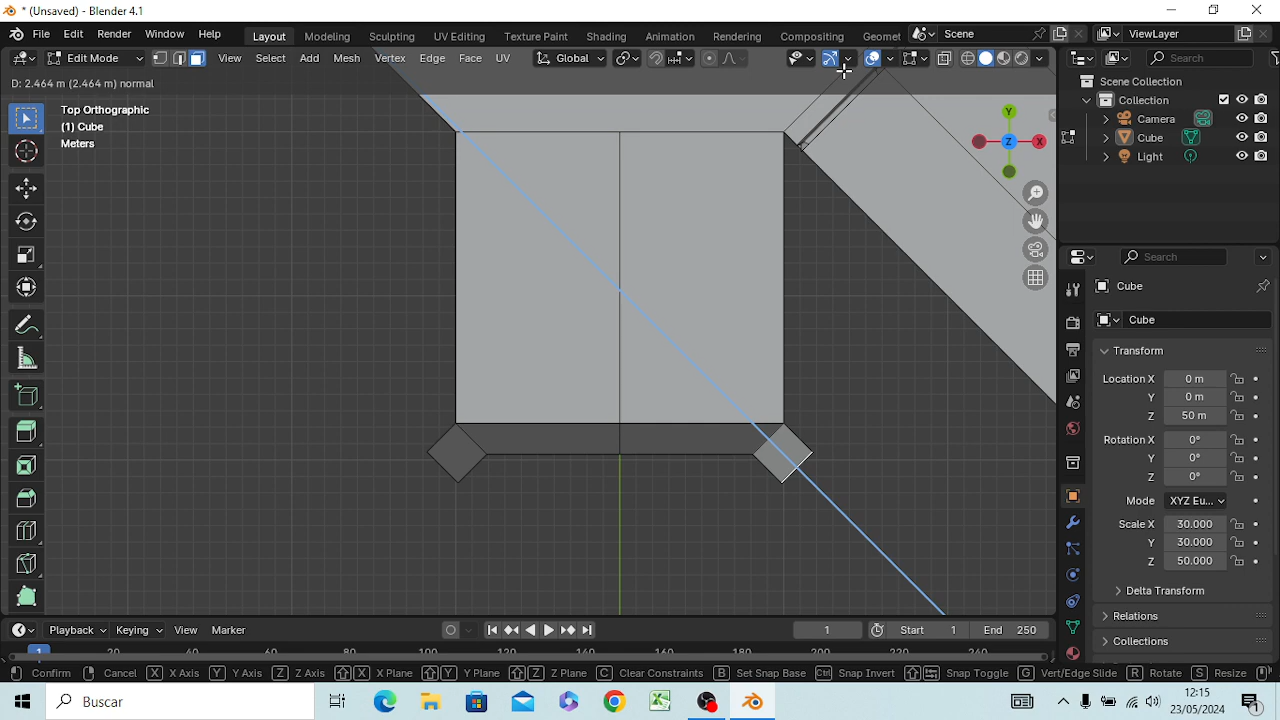 * (Unsaved) - Blender 4.1
File Edit Render Window Help Layout Modeling Sculpting UV Editing Texture Paint Shading Animation Rendering Compositing Geomet Scene ViewLayer
Edit Mode View Select Add Mesh Vertex Edge Face UV Global Search
D: 2.464 m (2.464 m) normal
Scene Collection
Top Orthographic
(1) Cube
Meters
Collection
Camera
Cube
Light
Z
Y
X
Search
Cube
Cube
Transform
Location X 0 m
Y 0 m
Z 50 m
Rotation X 0°
Y 0°
Z 0°
Mode XYZ Eu...
Scale X 30.000
Y 30.000
Z 50.000
Delta Transform
Relations
Collections
Playback Keying View Marker 1 Start 1 End 250
20 40 60 80 100 120 140 160 180 200 220 240
Confirm Cancel X X Axis Y Y Axis Z Z Axis X X Plane Y Y Plane Z Z Plane C Clear Constraints B Set Snap Base Ctrl Snap Invert Snap Toggle G Vert/Edge Slide R Rotate S Resize
Buscar
12:15
23/05/2024
1